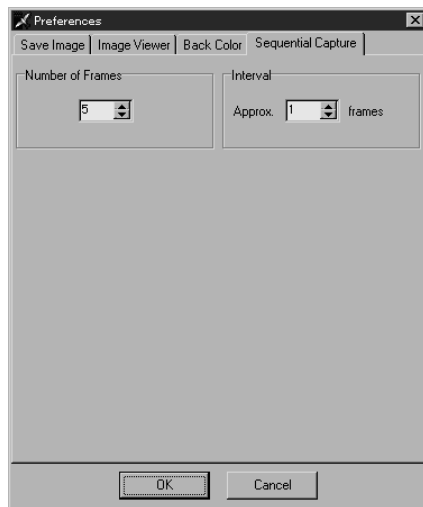 Preferences
Save Image Image Viewer Back Color Sequential Capture
Number of Frames Interval
5 Approx. 1 frames
OK Cancel